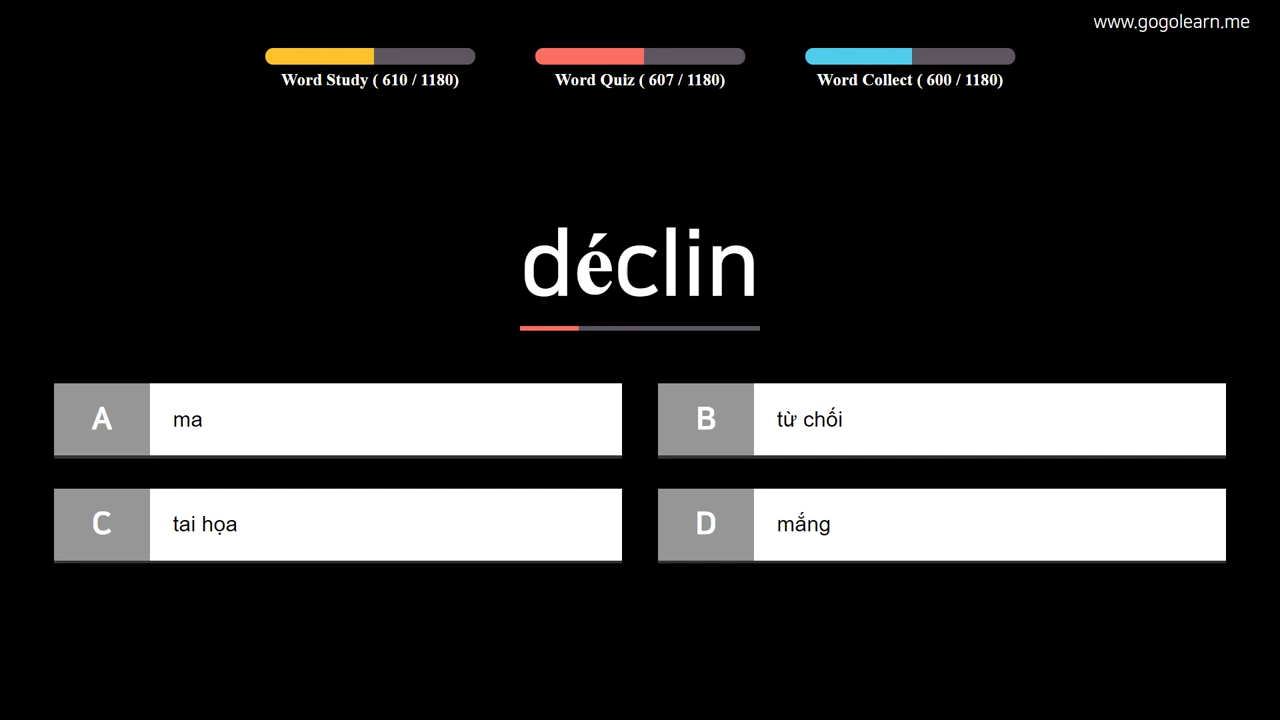 www.gogolearn.me
Word Study ( 610 / 1180)
Word Quiz ( 607 / 1180)
Word Collect ( 600 / 1180)
déclin
A ma
B từ chối
C tai họa
D mắng